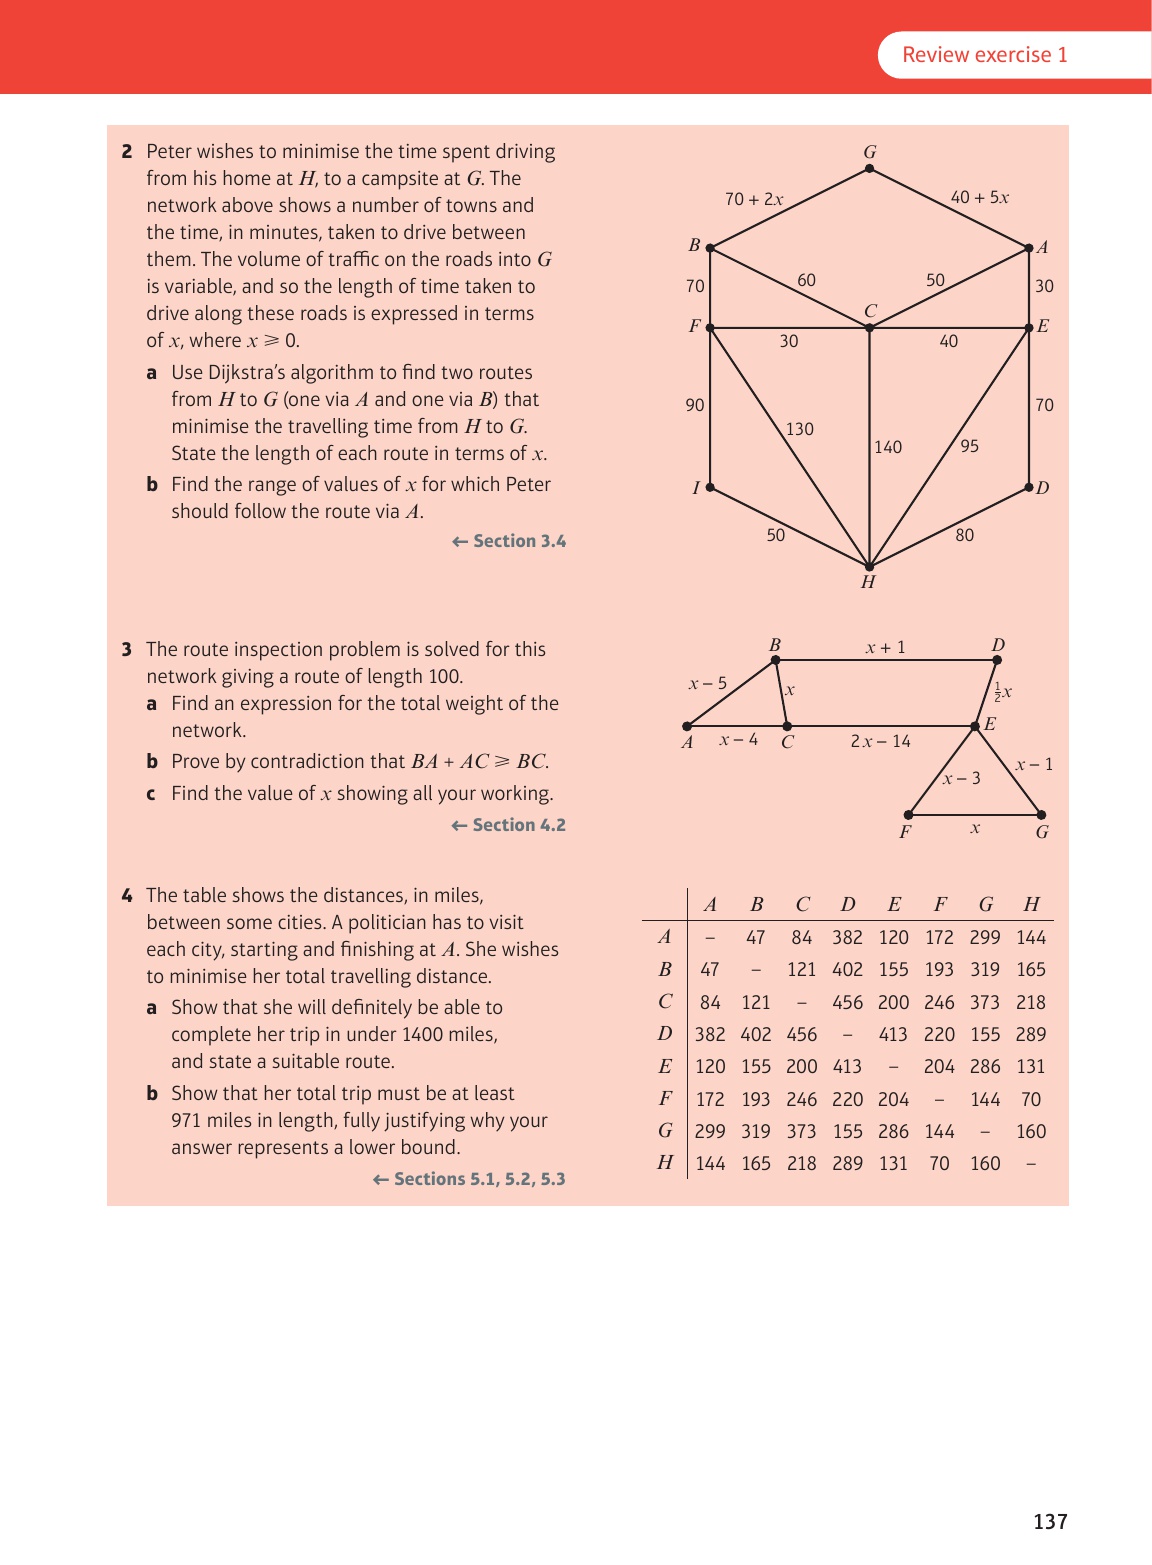 Review exercise 1
2 Peter wishes to minimise the time spent driving
from his home at H, to a campsite at G. The
network above shows a number of towns and
the time, in minutes, taken to drive between
them. The volume of traffic on the roads into G
is variable, and so the length of time taken to
drive along these roads is expressed in terms
of x, where x ⩾ 0.
a Use Dijkstra's algorithm to find two routes
from H to G (one via A and one via B) that
minimise the travelling time from H to G.
State the length of each route in terms of x.
b Find the range of values of x for which Peter
should follow the route via A.
← Section 3.4
G
70 + 2x 40 + 5x
B A
70 60 50 30
C
F E
30 40
90 70
130 140 95
I D
50 80
H
3 The route inspection problem is solved for this
network giving a route of length 100.
a Find an expression for the total weight of the
network.
b Prove by contradiction that BA + AC ⩾ BC.
c Find the value of x showing all your working.
← Section 4.2
B x + 1 D
x – 5 x ½x
E
A x – 4 C 2x – 14
x – 3 x – 1
F x G
4 The table shows the distances, in miles,
between some cities. A politician has to visit
each city, starting and finishing at A. She wishes
to minimise her total travelling distance.
a Show that she will definitely be able to
complete her trip in under 1400 miles,
and state a suitable route.
b Show that her total trip must be at least
971 miles in length, fully justifying why your
answer represents a lower bound.
← Sections 5.1, 5.2, 5.3
A B C D E F G H
A – 47 84 382 120 172 299 144
B 47 – 121 402 155 193 319 165
C 84 121 – 456 200 246 373 218
D 382 402 456 – 413 220 155 289
E 120 155 200 413 – 204 286 131
F 172 193 246 220 204 – 144 70
G 299 319 373 155 286 144 – 160
H 144 165 218 289 131 70 160 –
137